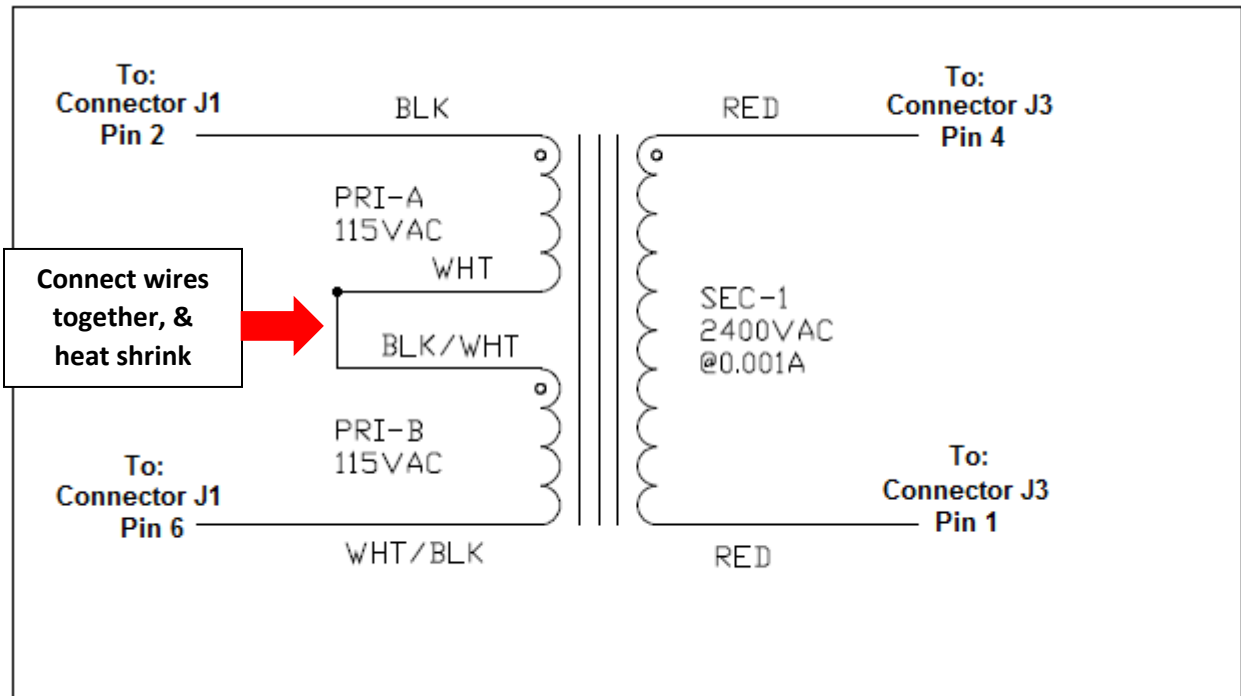 To:
Connector J1
Pin 2
BLK
RED
To:
Connector J3
Pin 4
PRI-A
115VAC
WHT
Connect wires
together, &
heat shrink
BLK/WHT
SEC-1
2400VAC
@0.001A
PRI-B
115VAC
To:
Connector J1
Pin 6
WHT/BLK
To:
Connector J3
Pin 1
RED